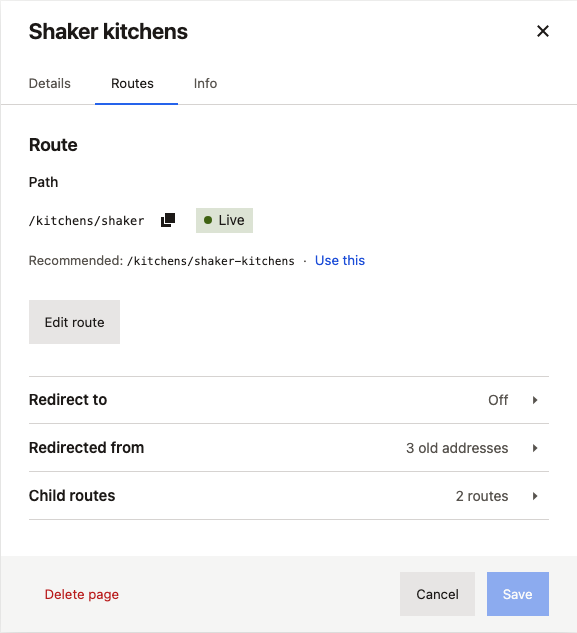 Shaker kitchens
Details Routes Info
Route
Path
/kitchens/shaker Live
Recommended: /kitchens/shaker-kitchens · Use this
Edit route
Redirect to Off
Redirected from 3 old addresses
Child routes 2 routes
Delete page Cancel Save